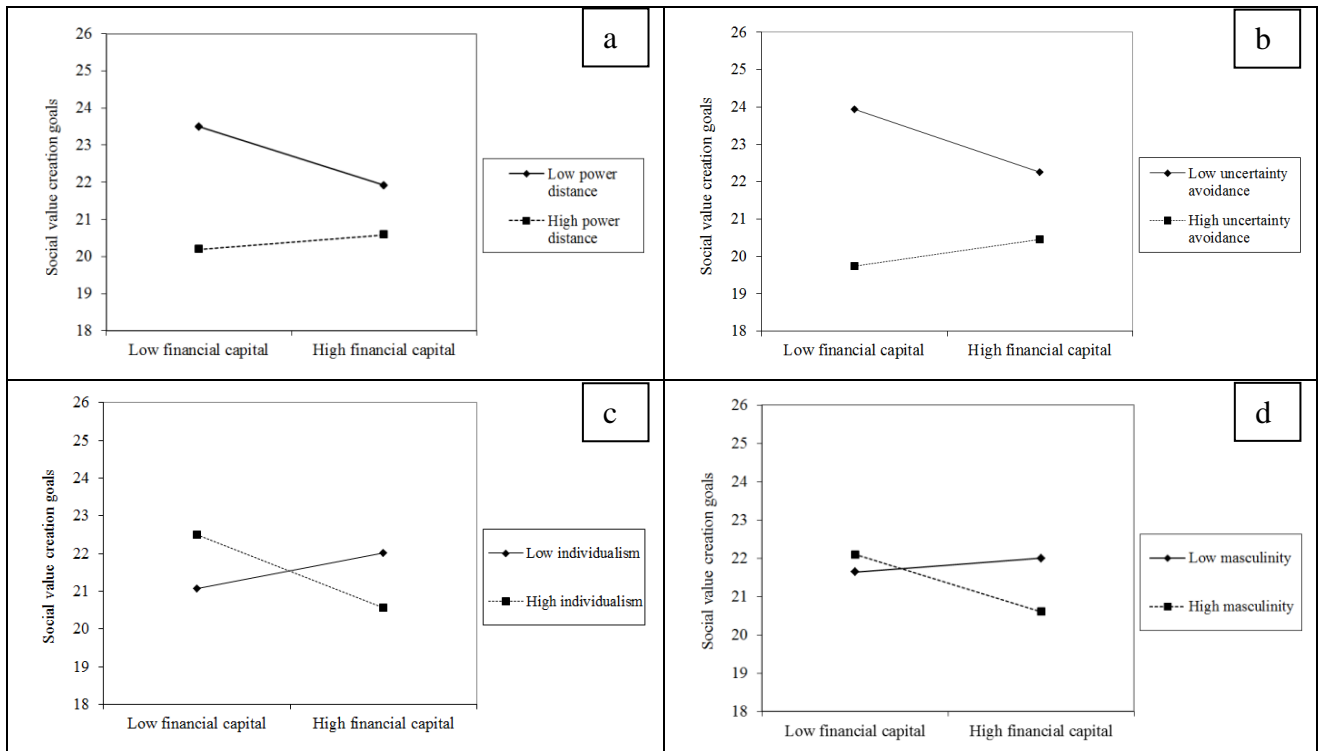 a
26
25
24
23
22
21
20
19
18
Social value creation goals
Low financial capital
High financial capital
Low power
distance
High power
distance
b
26
25
24
23
22
21
20
19
18
Social value creation goals
Low financial capital
High financial capital
Low uncertainty
avoidance
High uncertainty
avoidance
c
26
25
24
23
22
21
20
19
18
Social value creation goals
Low financial capital
High financial capital
Low individualism
High individualism
d
26
25
24
23
22
21
20
19
18
Social value creation goals
Low financial capital
High financial capital
Low masculinity
High masculinity